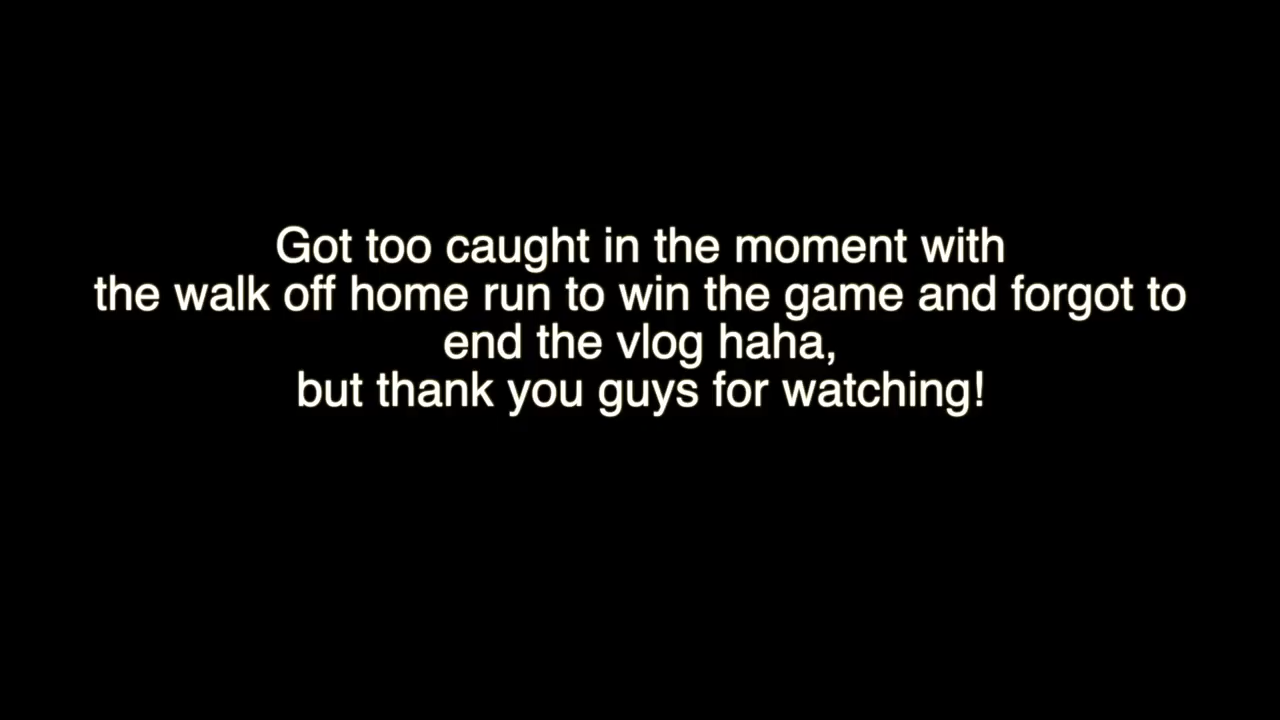 Got too caught in the moment with
the walk off home run to win the game and forgot to
end the vlog haha,
but thank you guys for watching!